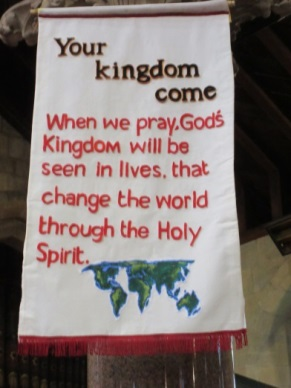 Your
kingdom
come
When we pray, God's
Kingdom will be
seen in lives, that
change the world
through the Holy
Spirit.